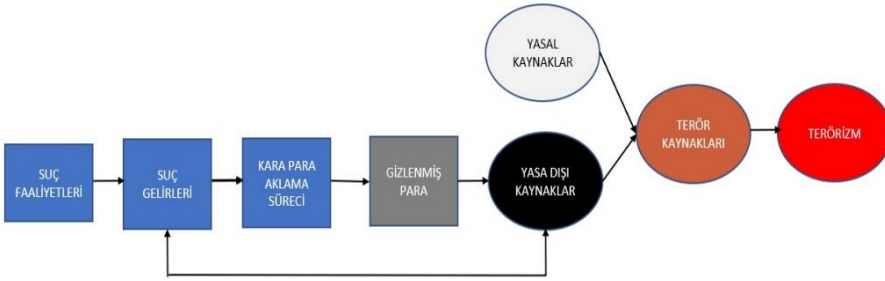 SUÇ
FAALİYETLERİ
SUÇ
GELİRLERİ
KARA PARA
AKLAMA
SÜRECİ
GİZLENMİŞ
PARA
YASA DIŞI
KAYNAKLAR
YASAL
KAYNAKLAR
TERÖR
KAYNAKLARI
TERÖRİZM